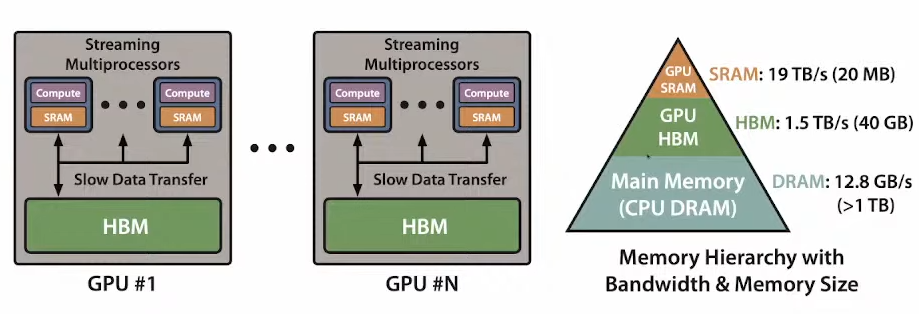 Streaming
Multiprocessors
Compute
Compute
SRAM
SRAM
Slow Data Transfer
HBM
GPU #1
Streaming
Multiprocessors
Compute
Compute
SRAM
SRAM
Slow Data Transfer
HBM
GPU #N
GPU
SRAM
SRAM: 19 TB/s (20 MB)
GPU
HBM
HBM: 1.5 TB/s (40 GB)
Main Memory
(CPU DRAM)
DRAM: 12.8 GB/s
(>1 TB)
Memory Hierarchy with
Bandwidth & Memory Size